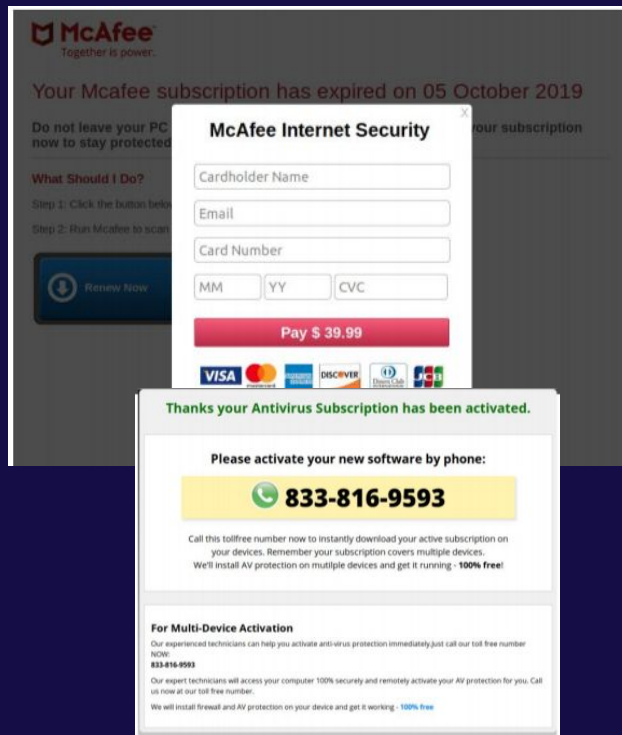 McAfee
Together is power.
Your Mcafee subscription has expired on 05 October 2019
Do not leave your PC
your subscription
now to stay protected
What Should I Do?
Step 1: Click the button below
Step 2: Run Mcafee to scan
Renew Now
X
McAfee Internet Security
Cardholder Name
Email
Card Number
MM YY CVC
Pay $ 39.99
VISA mastercard DISCOVER Diners Club JCB
Thanks your Antivirus Subscription has been activated.
Please activate your new software by phone:
833-816-9593
Call this tollfree number now to instantly download your active subscription on
your devices. Remember your subscription covers multiple devices.
We'll install AV protection on mutilple devices and get it running - 100% free!
For Multi-Device Activation
Our experienced technicians can help you activate anti-virus protection immediately.Just call our toll free number
NOW:
833-816-9593
Our expert technicians will access your computer 100% securely and remotely activate your AV protection for you. Call
us now at our toll free number.
We will install firewall and AV protection on your device and get it working - 100% free